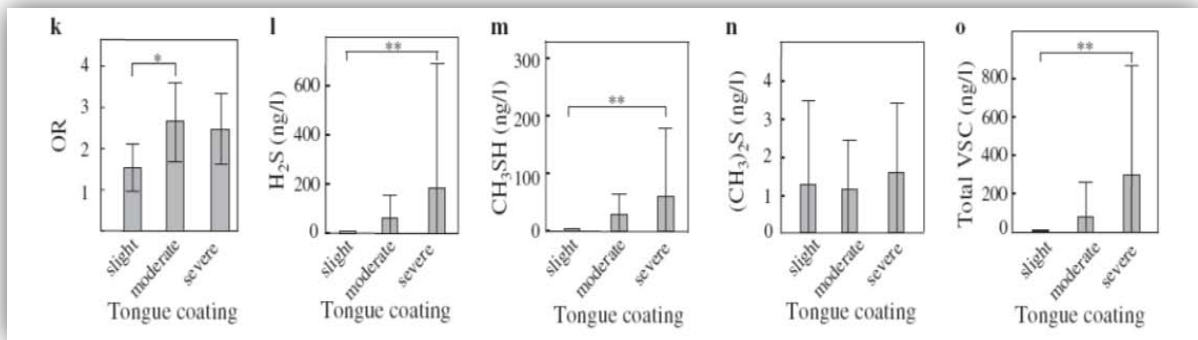 k
OR
4
3
2
1
*
slight
moderate
severe
Tongue coating
l
H₂S (ng/l)
600
400
200
0
**
slight
moderate
severe
Tongue coating
m
CH₃SH (ng/l)
300
200
100
0
**
slight
moderate
severe
Tongue coating
n
(CH₃)₂S (ng/l)
4
3
2
1
0
slight
moderate
severe
Tongue coating
o
Total VSC (ng/l)
800
600
400
200
0
**
slight
moderate
severe
Tongue coating